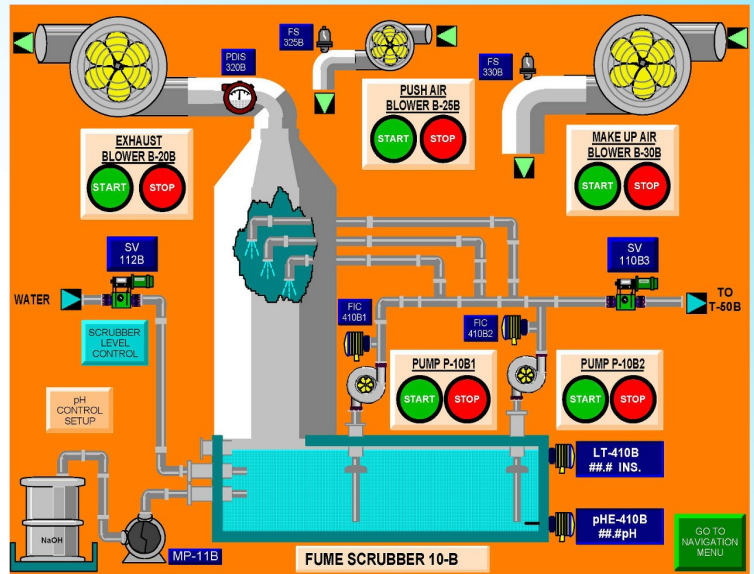 PDIS
320B
FS
325B
FS
330B
PUSH AIR
BLOWER B-25B
START
STOP
EXHAUST
BLOWER B-20B
START
STOP
MAKE UP AIR
BLOWER B-30B
START
STOP
SV
112B
SV
110B3
WATER
TO
T-50B
SCRUBBER
LEVEL
CONTROL
FIC
410B1
FIC
410B2
PUMP P-10B1
START
STOP
PUMP P-10B2
START
STOP
pH
CONTROL
SETUP
LT-410B
##.# INS.
pHE-410B
##.#pH
NaOH
MP-11B
FUME SCRUBBER 10-B
GO TO
NAVIGATION
MENU